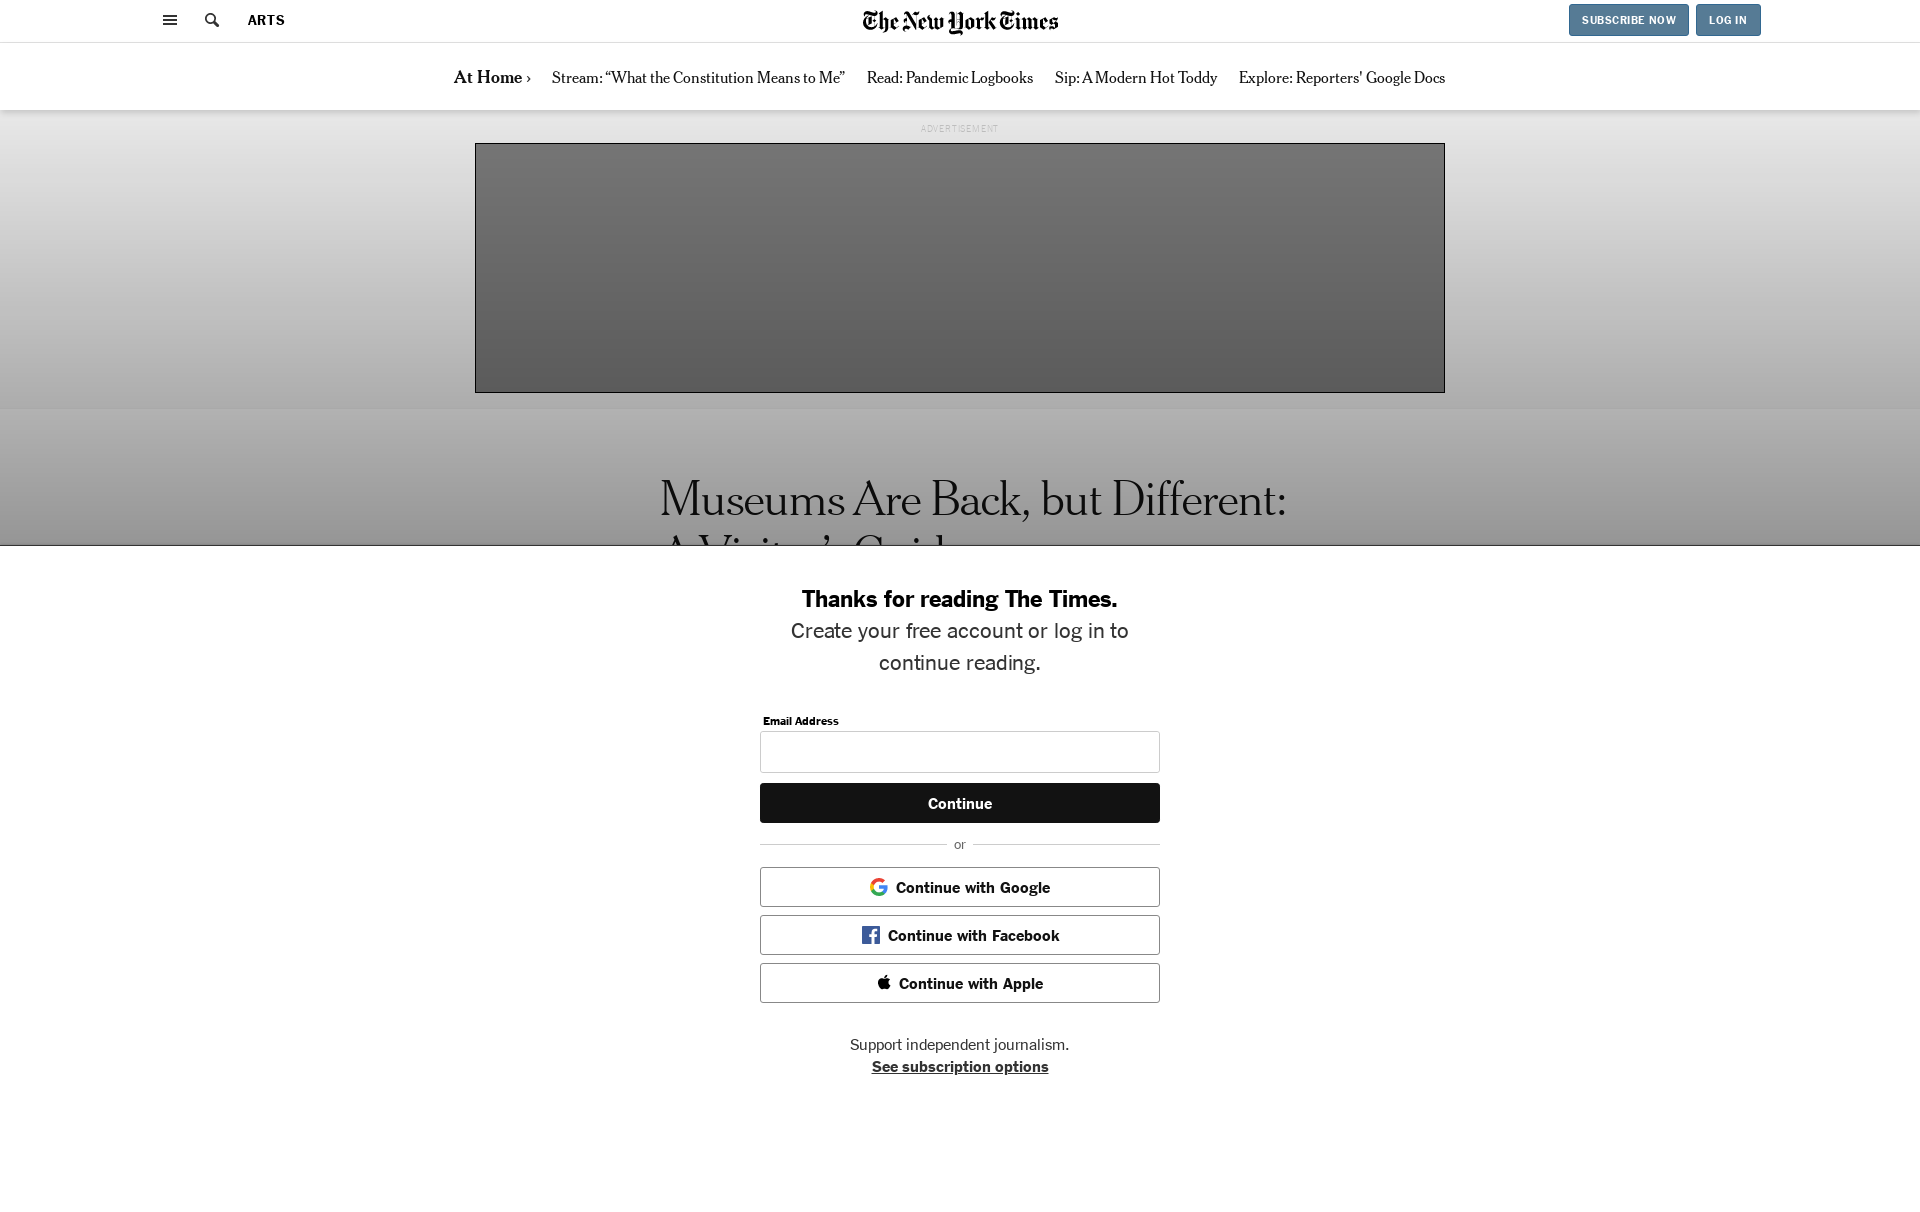 ARTS
The New York Times
SUBSCRIBE NOW
LOG IN
At Home ›
Stream: “What the Constitution Means to Me”
Read: Pandemic Logbooks
Sip: A Modern Hot Toddy
Explore: Reporters' Google Docs
ADVERTISEMENT
Museums Are Back, but Different:
Thanks for reading The Times.
Create your free account or log in to
continue reading.
Email Address
Continue
or
Continue with Google
Continue with Facebook
Continue with Apple
Support independent journalism.
See subscription options